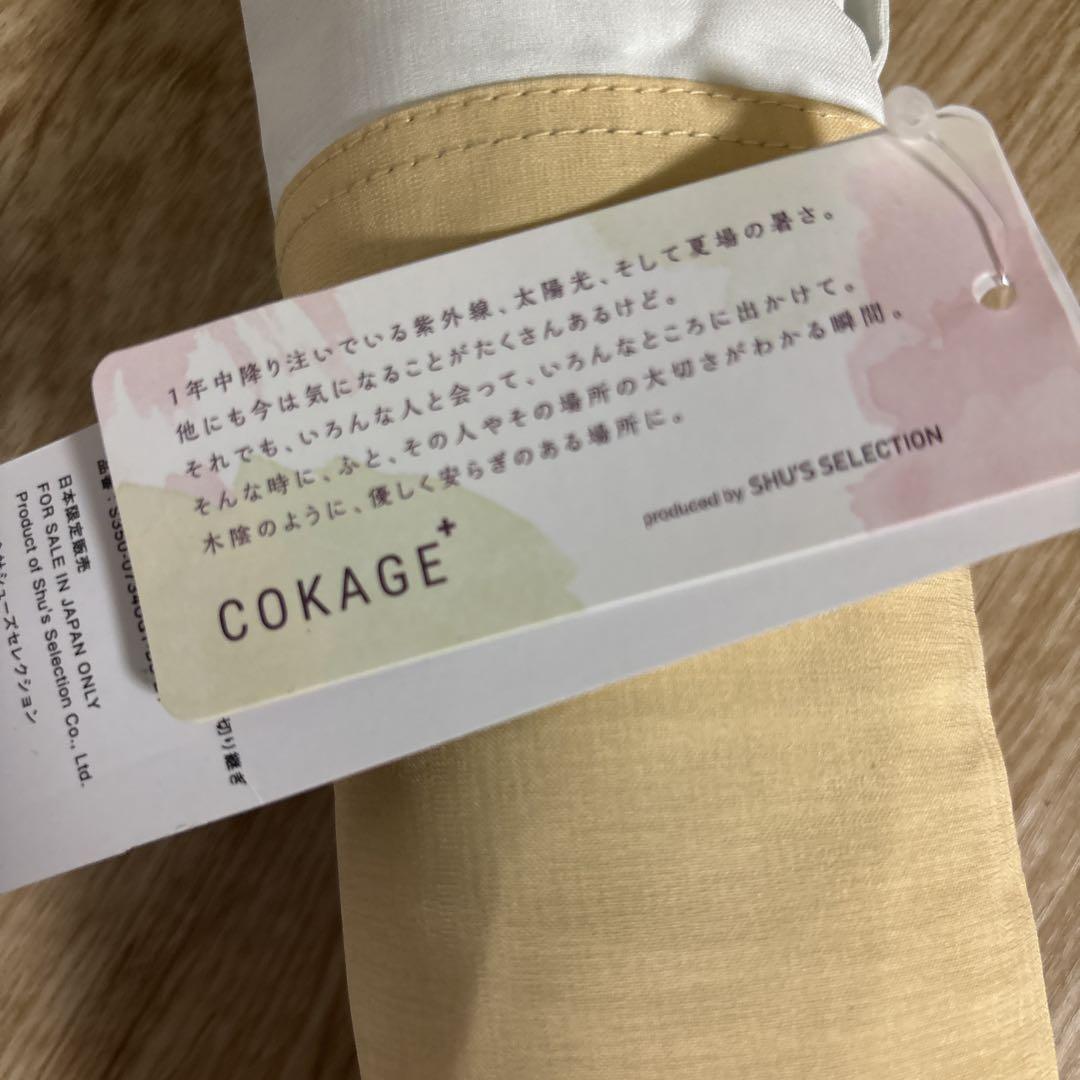 1年中降り注いでいる紫外線、太陽光、そして夏場の暑さ。
他にも今は気になることがたくさんあるけど。
それでも、いろんな人と会って、いろんなところに出かけて。
そんな時に、ふと、その人やその場所の大切さがわかる瞬間。
木陰のように、優しく安らぎのある場所に。
COKAGE+
produced by SHU'S SELECTION
品番:
日本限定販売
FOR SALE IN JAPAN ONLY
Product of Shu's Selection Co., Ltd.
シューズセレクション
切り継ぎ